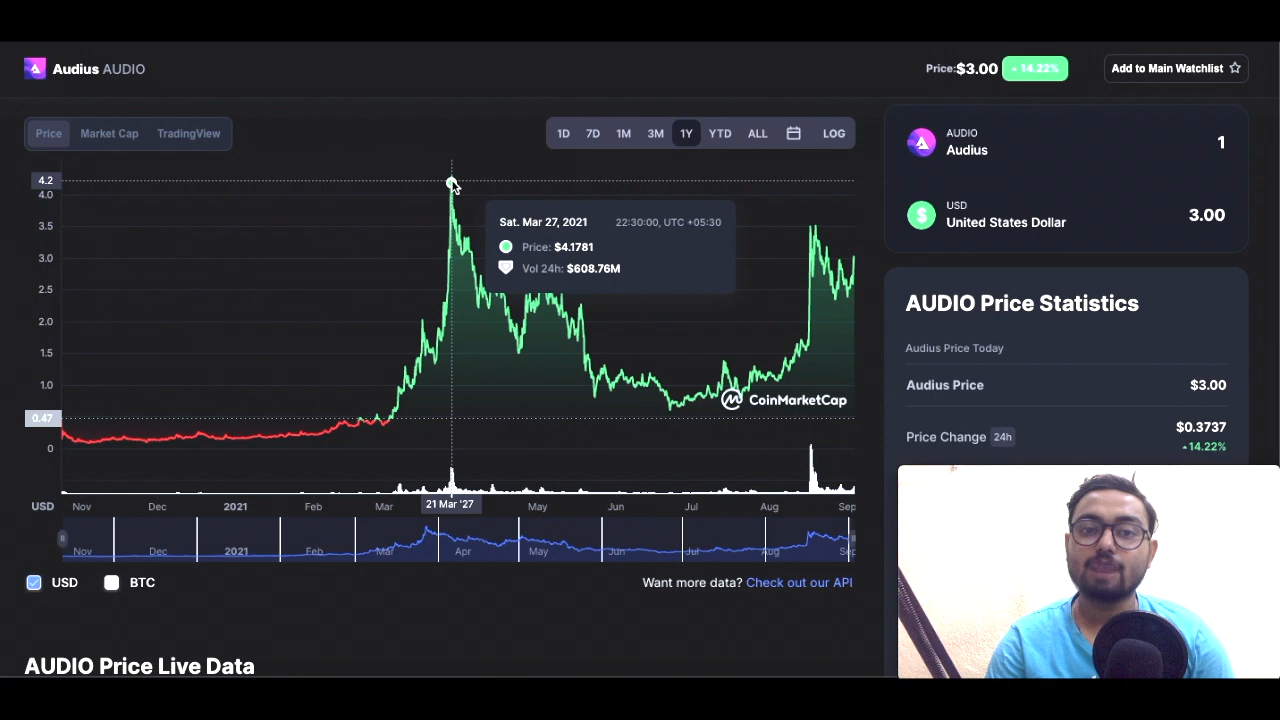 Audius AUDIO
Price:$3.00 14.22%
Add to Main Watchlist
Price Market Cap TradingView
1D 7D 1M 3M 1Y YTD ALL LOG
AUDIO
Audius
1
USD
United States Dollar
3.00
4.2
4.0
3.5
3.0
2.5
2.0
1.5
1.0
0.47
0
Sat. Mar 27, 2021 22:30:00, UTC +05:30
Price: $4.1781
Vol 24h: $608.76M
CoinMarketCap
USD Nov Dec 2021 Feb Mar 21 Mar '27 May Jun Jul Aug Sep
Nov Dec 2021 Feb Mar Apr May Jun Jul Aug Sep
USD BTC
Want more data? Check out our API
AUDIO Price Live Data
AUDIO Price Statistics
Audius Price Today
Audius Price $3.00
Price Change 24h $0.3737
14.22%